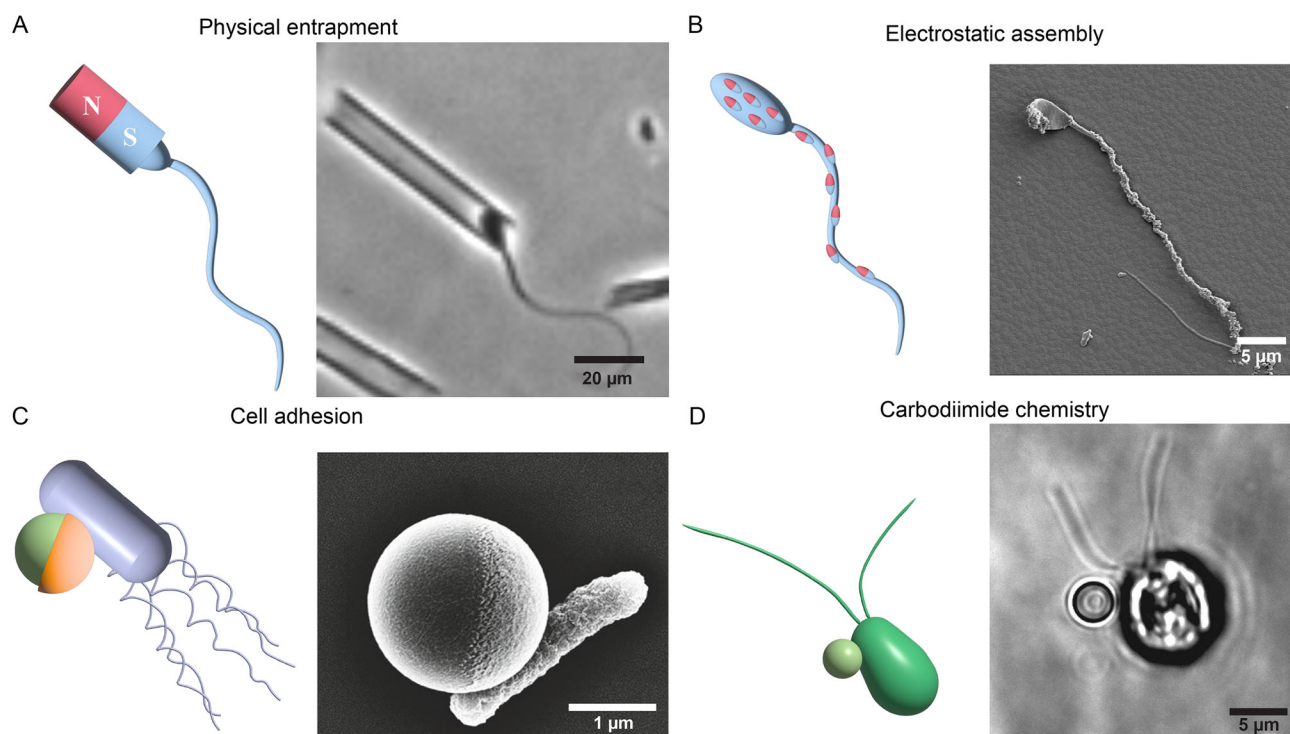 A
Physical entrapment
N
S
20 µm
B
Electrostatic assembly
5 µm
C
Cell adhesion
1 µm
D
Carbodiimide chemistry
5 µm